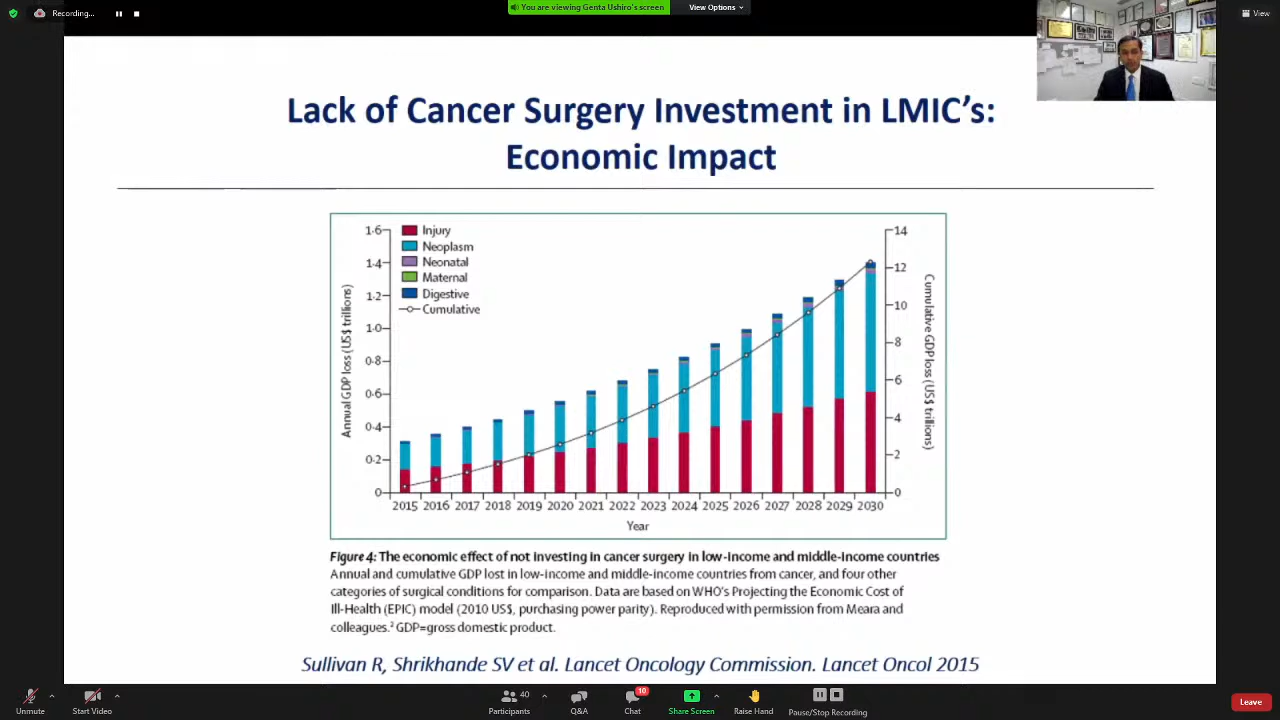 Recording...
You are viewing Genta Ushiro's screen
View Options
View
Lack of Cancer Surgery Investment in LMIC's:
Economic Impact
Injury
Neoplasm
Neonatal
Maternal
Digestive
Cumulative
Annual GDP loss (US$ trillions)
1·6
1·4
1·2
1·0
0·8
0·6
0·4
0·2
0
14
12
10
8
6
4
2
0
Cumulative GDP loss (US$ trillions)
2015 2016 2017 2018 2019 2020 2021 2022 2023 2024 2025 2026 2027 2028 2029 2030
Year
Figure 4: The economic effect of not investing in cancer surgery in low-income and middle-income countries
Annual and cumulative GDP lost in low-income and middle-income countries from cancer, and four other
categories of surgical conditions for comparison. Data are based on WHO's Projecting the Economic Cost of
Ill-Health (EPIC) model (2010 US$, purchasing power parity). Reproduced with permission from Meara and
colleagues.² GDP=gross domestic product.
Sullivan R, Shrikhande SV et al. Lancet Oncology Commission. Lancet Oncol 2015
Unmute
Start Video
40
Participants
Q&A
10
Chat
Share Screen
Raise Hand
Pause/Stop Recording
Leave